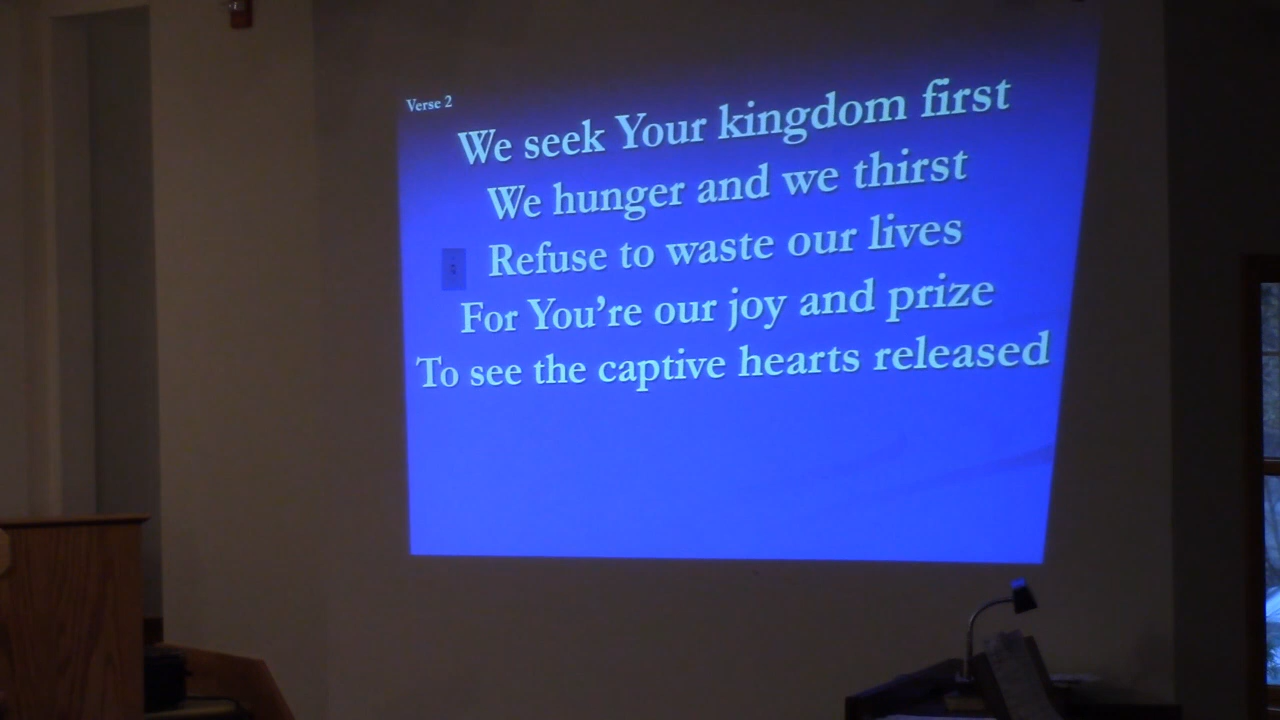 Verse 2
We seek Your kingdom first
We hunger and we thirst
Refuse to waste our lives
For You’re our joy and prize
To see the captive hearts released